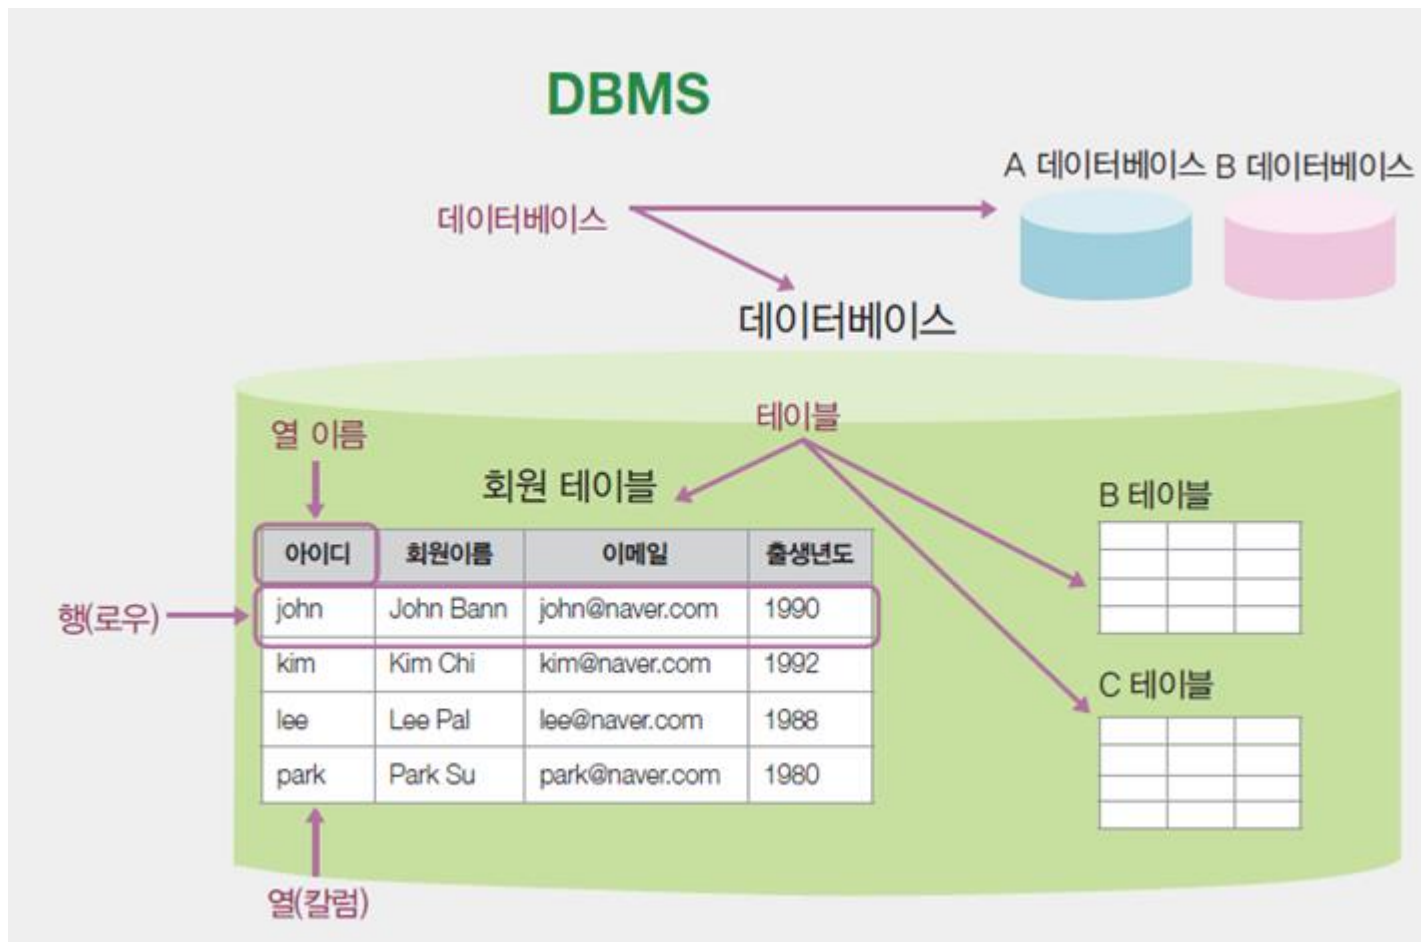 DBMS
A 데이터베이스 B 데이터베이스
데이터베이스
데이터베이스
테이블
열 이름
회원 테이블
B 테이블
아이디 회원이름 이메일 출생년도
행(로우)
john John Bann john@naver.com 1990
kim Kim Chi kim@naver.com 1992
lee Lee Pal lee@naver.com 1988
park Park Su park@naver.com 1980
C 테이블
열(칼럼)